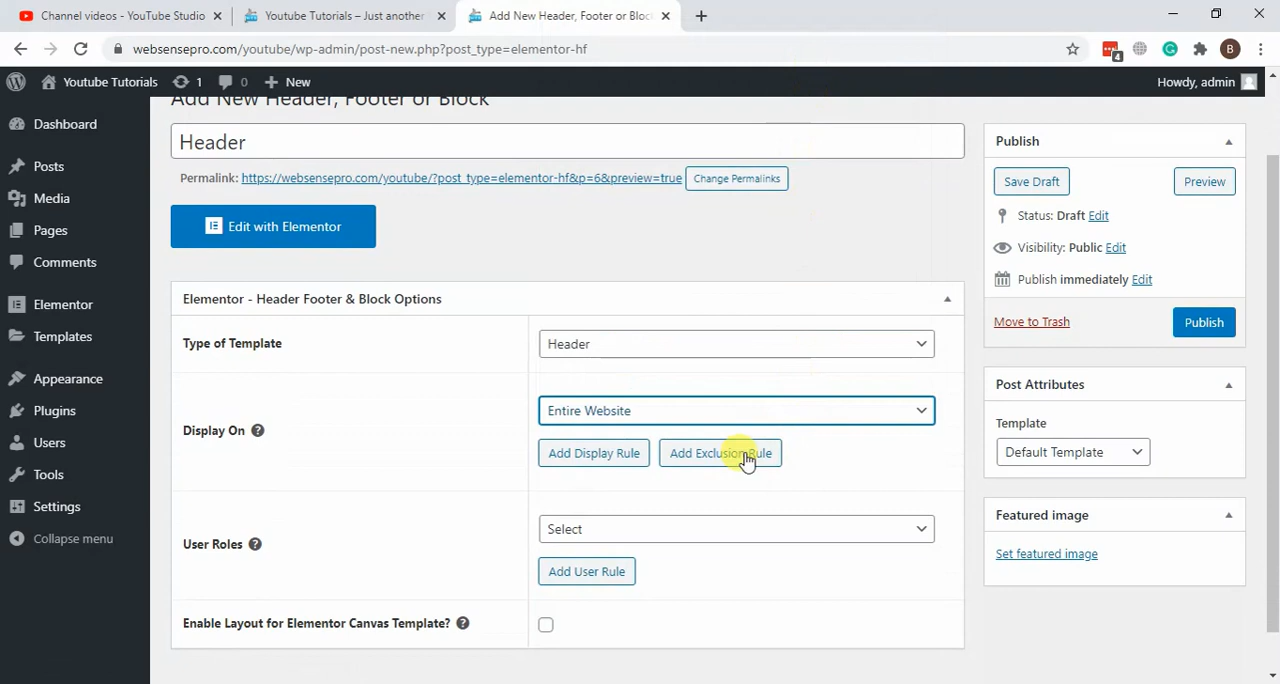 Channel videos - YouTube Studio
Youtube Tutorials – Just another
Add New Header, Footer or Bloc
websensepro.com/youtube/wp-admin/post-new.php?post_type=elementor-hf
4
B
Youtube Tutorials
1
0
New
Howdy, admin
Dashboard
Posts
Media
Pages
Comments
Elementor
Templates
Appearance
Plugins
Users
Tools
Settings
Collapse menu
Add New Header, Footer or Block
Header
Permalink: https://websensepro.com/youtube/?post_type=elementor-hf&p=6&preview=true Change Permalinks
Edit with Elementor
Elementor - Header Footer & Block Options
Type of Template
Header
Display On
Entire Website
Add Display Rule
Add Exclusion Rule
User Roles
Select
Add User Rule
Enable Layout for Elementor Canvas Template?
Publish
Save Draft
Preview
Status: Draft Edit
Visibility: Public Edit
Publish immediately Edit
Move to Trash
Publish
Post Attributes
Template
Default Template
Featured image
Set featured image